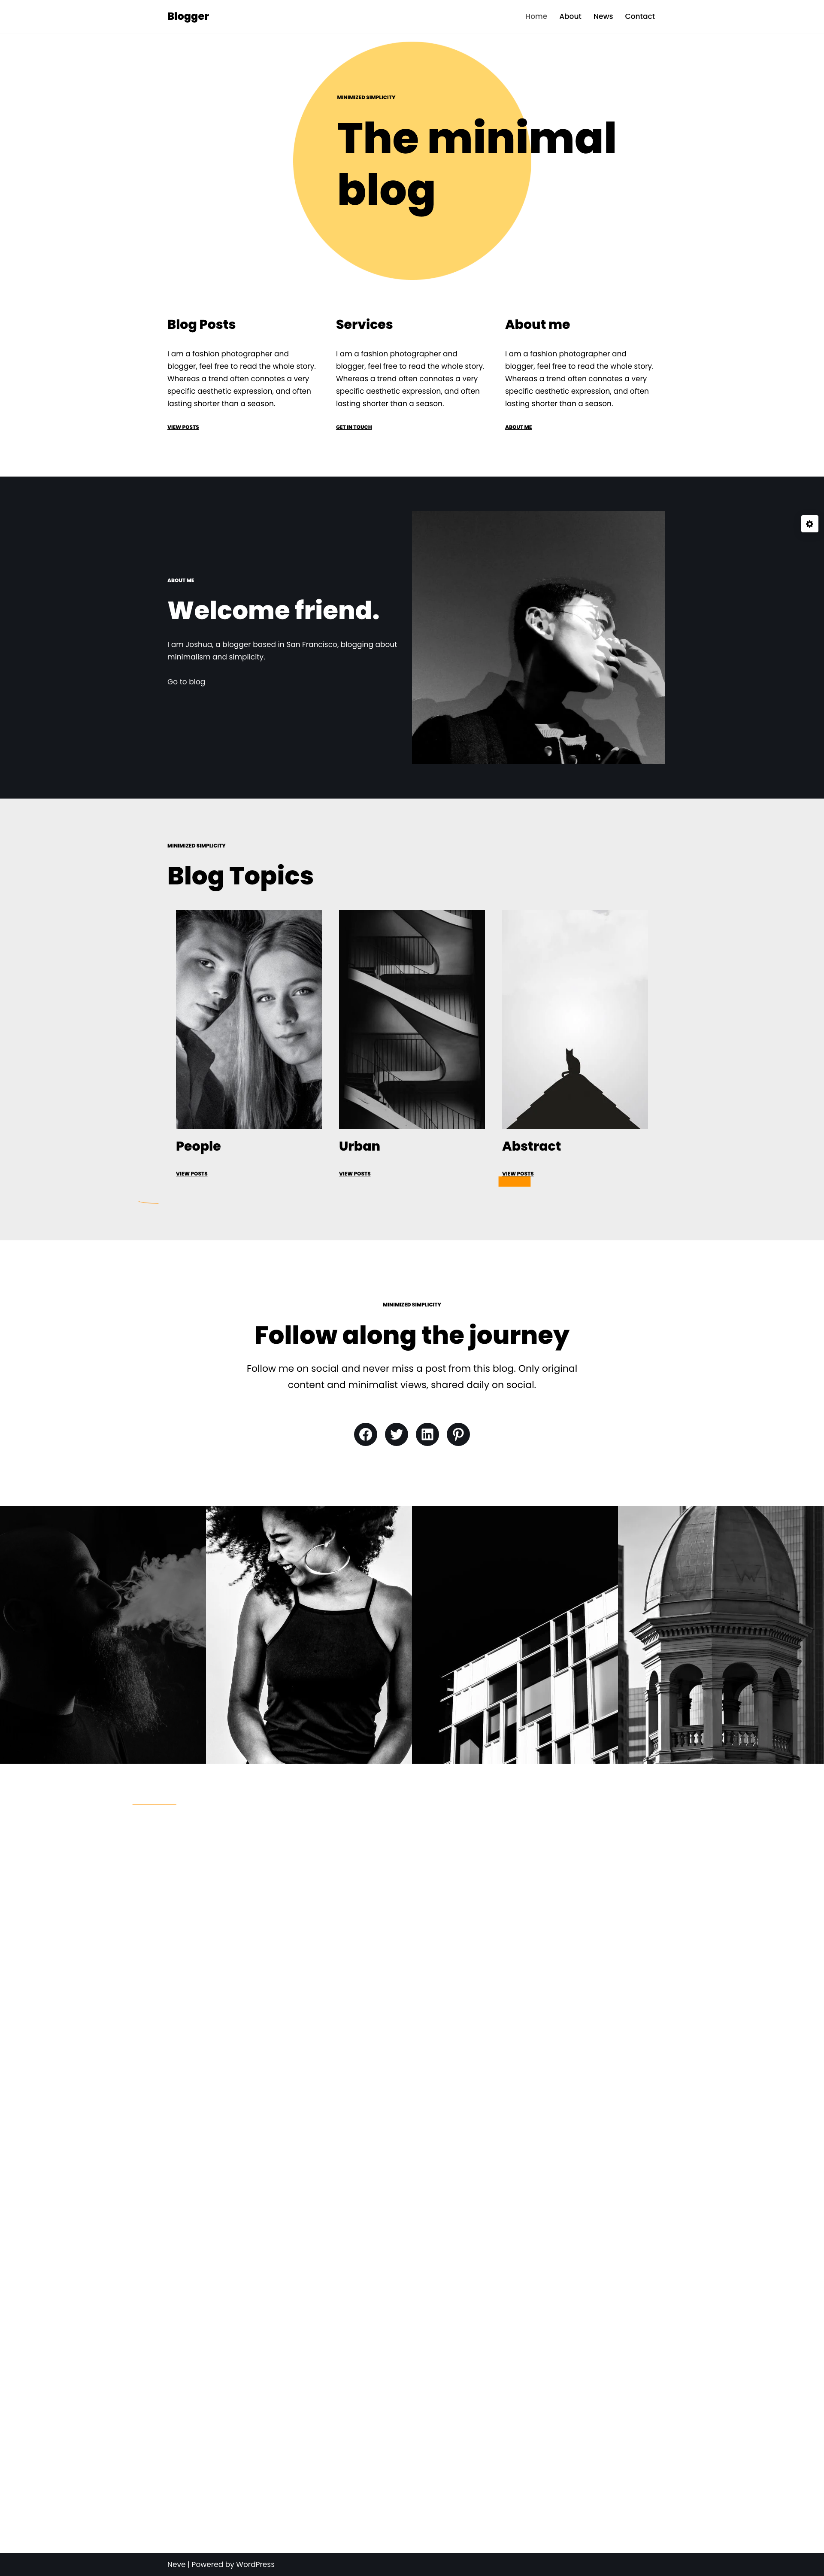 Blogger
Home About News Contact
MINIMIZED SIMPLICITY
The minimal
blog
Blog Posts
I am a fashion photographer and
blogger, feel free to read the whole story.
Whereas a trend often connotes a very
specific aesthetic expression, and often
lasting shorter than a season.
VIEW POSTS
Services
I am a fashion photographer and
blogger, feel free to read the whole story.
Whereas a trend often connotes a very
specific aesthetic expression, and often
lasting shorter than a season.
GET IN TOUCH
About me
I am a fashion photographer and
blogger, feel free to read the whole story.
Whereas a trend often connotes a very
specific aesthetic expression, and often
lasting shorter than a season.
ABOUT ME
ABOUT ME
Welcome friend.
I am Joshua, a blogger based in San Francisco, blogging about
minimalism and simplicity.
Go to blog
MINIMIZED SIMPLICITY
Blog Topics
People
VIEW POSTS
Urban
VIEW POSTS
Abstract
VIEW POSTS
MINIMIZED SIMPLICITY
Follow along the journey
Follow me on social and never miss a post from this blog. Only original
content and minimalist views, shared daily on social.
Neve | Powered by WordPress